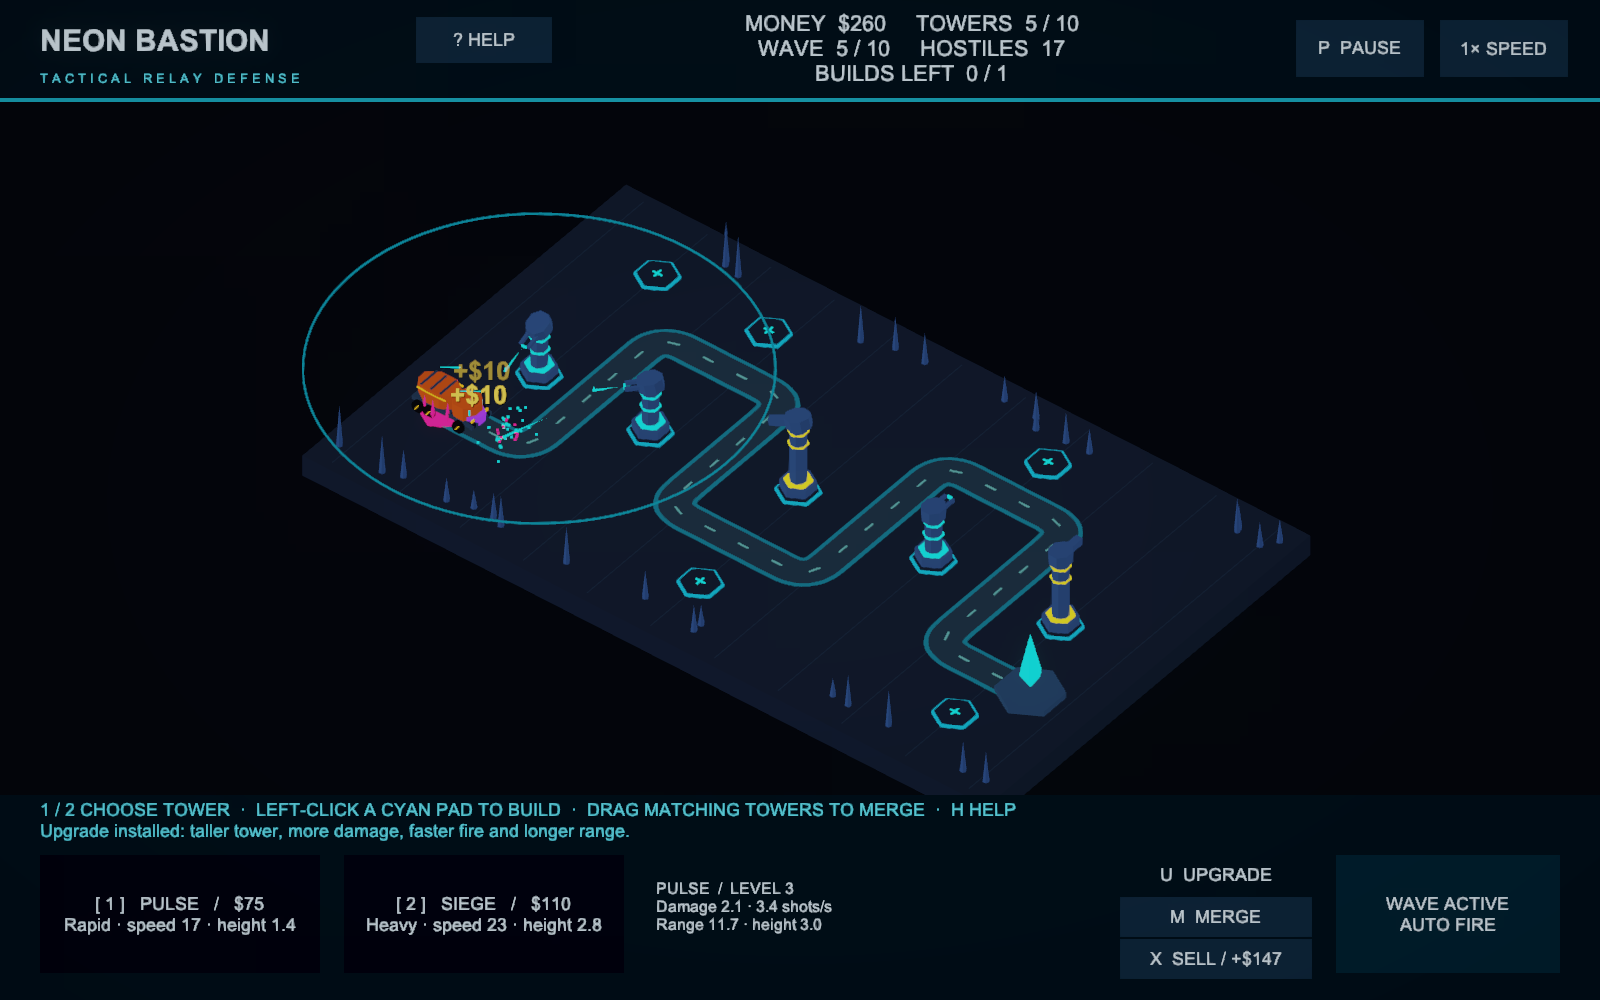 NEON BASTION
TACTICAL RELAY DEFENSE
? HELP
MONEY $260 TOWERS 5 / 10
WAVE 5 / 10 HOSTILES 17
BUILDS LEFT 0 / 1
P PAUSE
1× SPEED
+$10
+$10
1 / 2 CHOOSE TOWER · LEFT-CLICK A CYAN PAD TO BUILD · DRAG MATCHING TOWERS TO MERGE · H HELP
Upgrade installed: taller tower, more damage, faster fire and longer range.
[ 1 ] PULSE / $75
Rapid · speed 17 · height 1.4
[ 2 ] SIEGE / $110
Heavy · speed 23 · height 2.8
PULSE / LEVEL 3
Damage 2.1 · 3.4 shots/s
Range 11.7 · height 3.0
U UPGRADE
M MERGE
X SELL / +$147
WAVE ACTIVE
AUTO FIRE